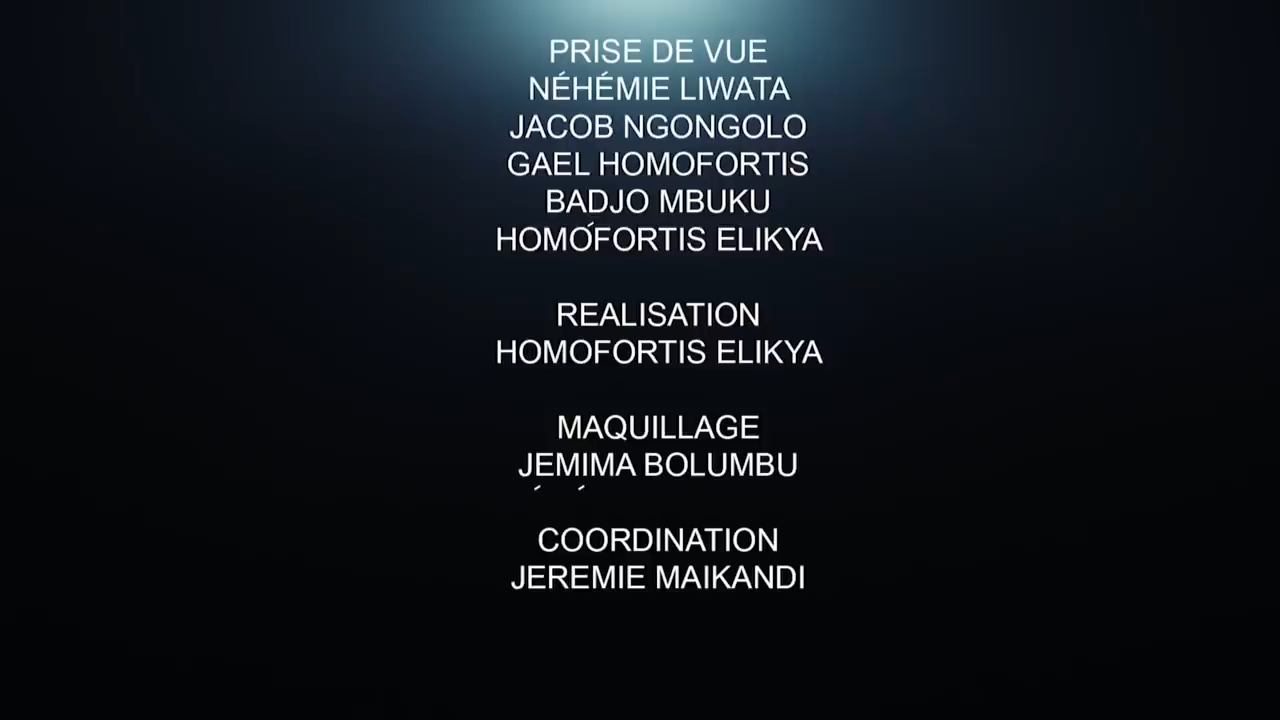 PRISE DE VUE
NÉHÉMIE LIWATA
JACOB NGONGOLO
GAEL HOMOFORTIS
BADJO MBUKU
HOMOFORTIS ELIKYA
REALISATION
HOMOFORTIS ELIKYA
MAQUILLAGE
JEMIMA BOLUMBU
COORDINATION
JEREMIE MAIKANDI